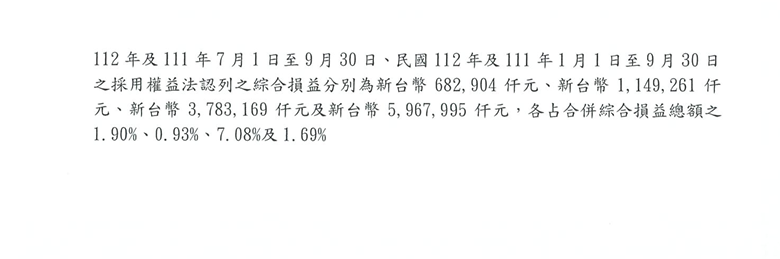 112 年及 111 年 7 月 1 日至 9 月 30 日、民國 112 年及 111 年 1 月 1 日至 9 月 30 日
之採用權益法認列之綜合損益分別為新台幣 682,904 仟元、新台幣 1,149,261 仟
元、新台幣 3,783,169 仟元及新台幣 5,967,995 仟元，各占合併綜合損益總額之
1.90%、0.93%、7.08%及 1.69%